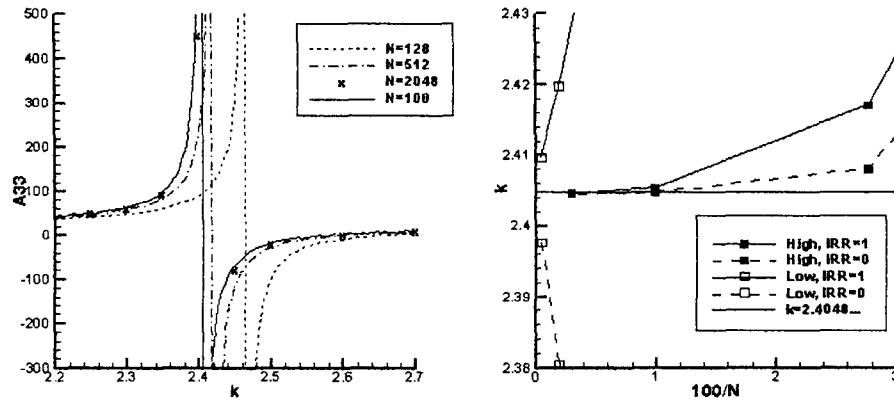 500
400
300
200
100
0
-100
-200
-300
A33
2.2
2.3
2.4
2.5
2.6
2.7
k
N=128
N=512
N=2048
N=100
2.43
2.42
2.41
2.4
2.39
2.38
k
0
1
2
3
100/N
High, IRR=1
High, IRR=0
Low, IRR=1
Low, IRR=0
k=2.4048...